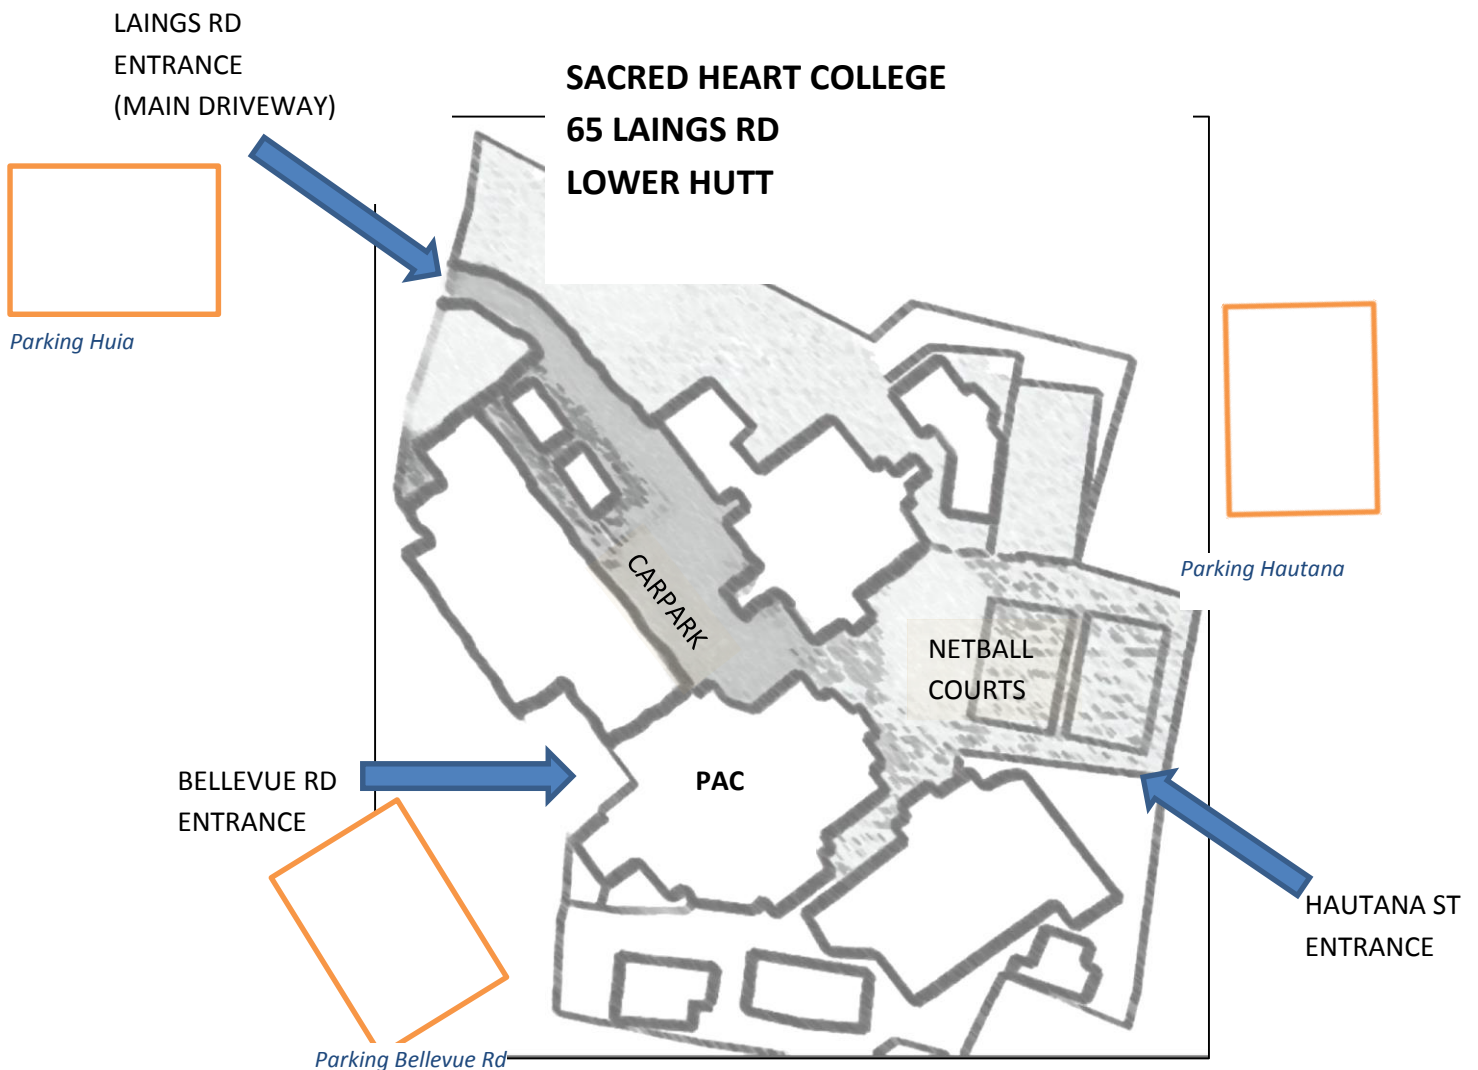 LAINGS RD
ENTRANCE
(MAIN DRIVEWAY)
SACRED HEART COLLEGE
65 LAINGS RD
LOWER HUTT
Parking Huia
Parking Hautana
CARPARK
NETBALL
COURTS
BELLEVUE RD
ENTRANCE
PAC
HAUTANA ST
ENTRANCE
Parking Bellevue Rd